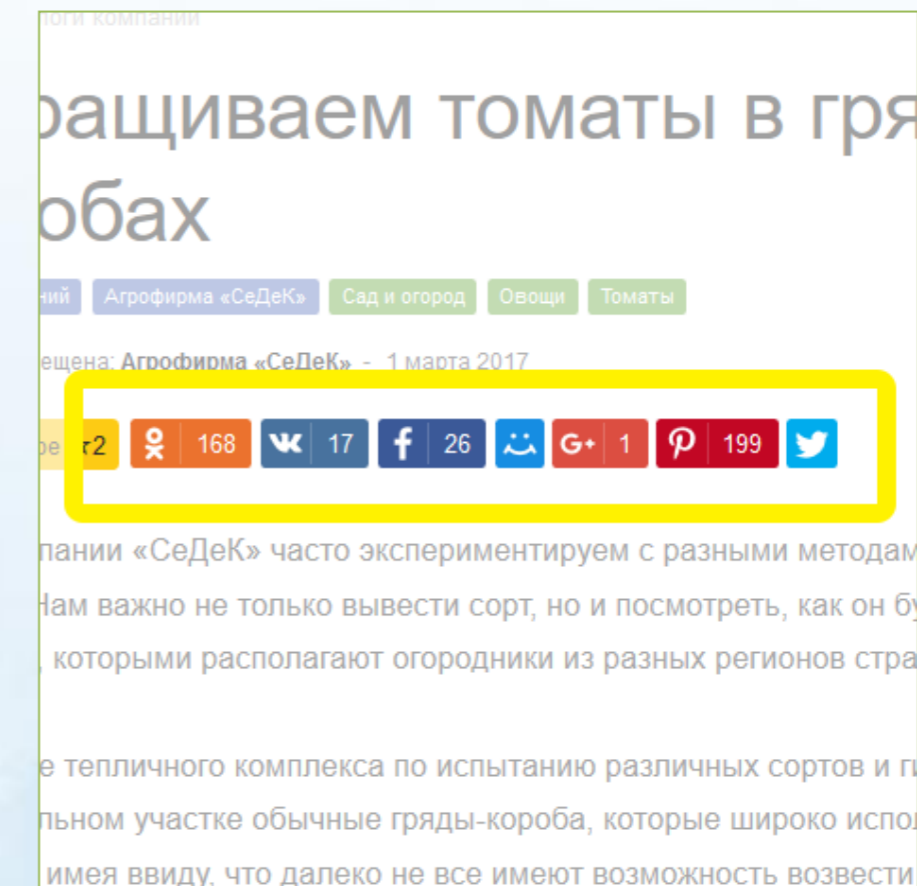 логи компании
ращиваем томаты в гря
обах
ний Агрофирма «СеДеК» Сад и огород Овощи Томаты
ещена: Агрофирма «СеДеК» - 1 марта 2017
ре 2 168 17 26 G+ 1 199
пании «СеДеК» часто экспериментируем с разными методам
Нам важно не только вывести сорт, но и посмотреть, как он бу
, которыми располагают огородники из разных регионов стра
е тепличного комплекса по испытанию различных сортов и ги
льном участке обычные гряды-короба, которые широко испол
имея ввиду, что далеко не все имеют возможность возвести